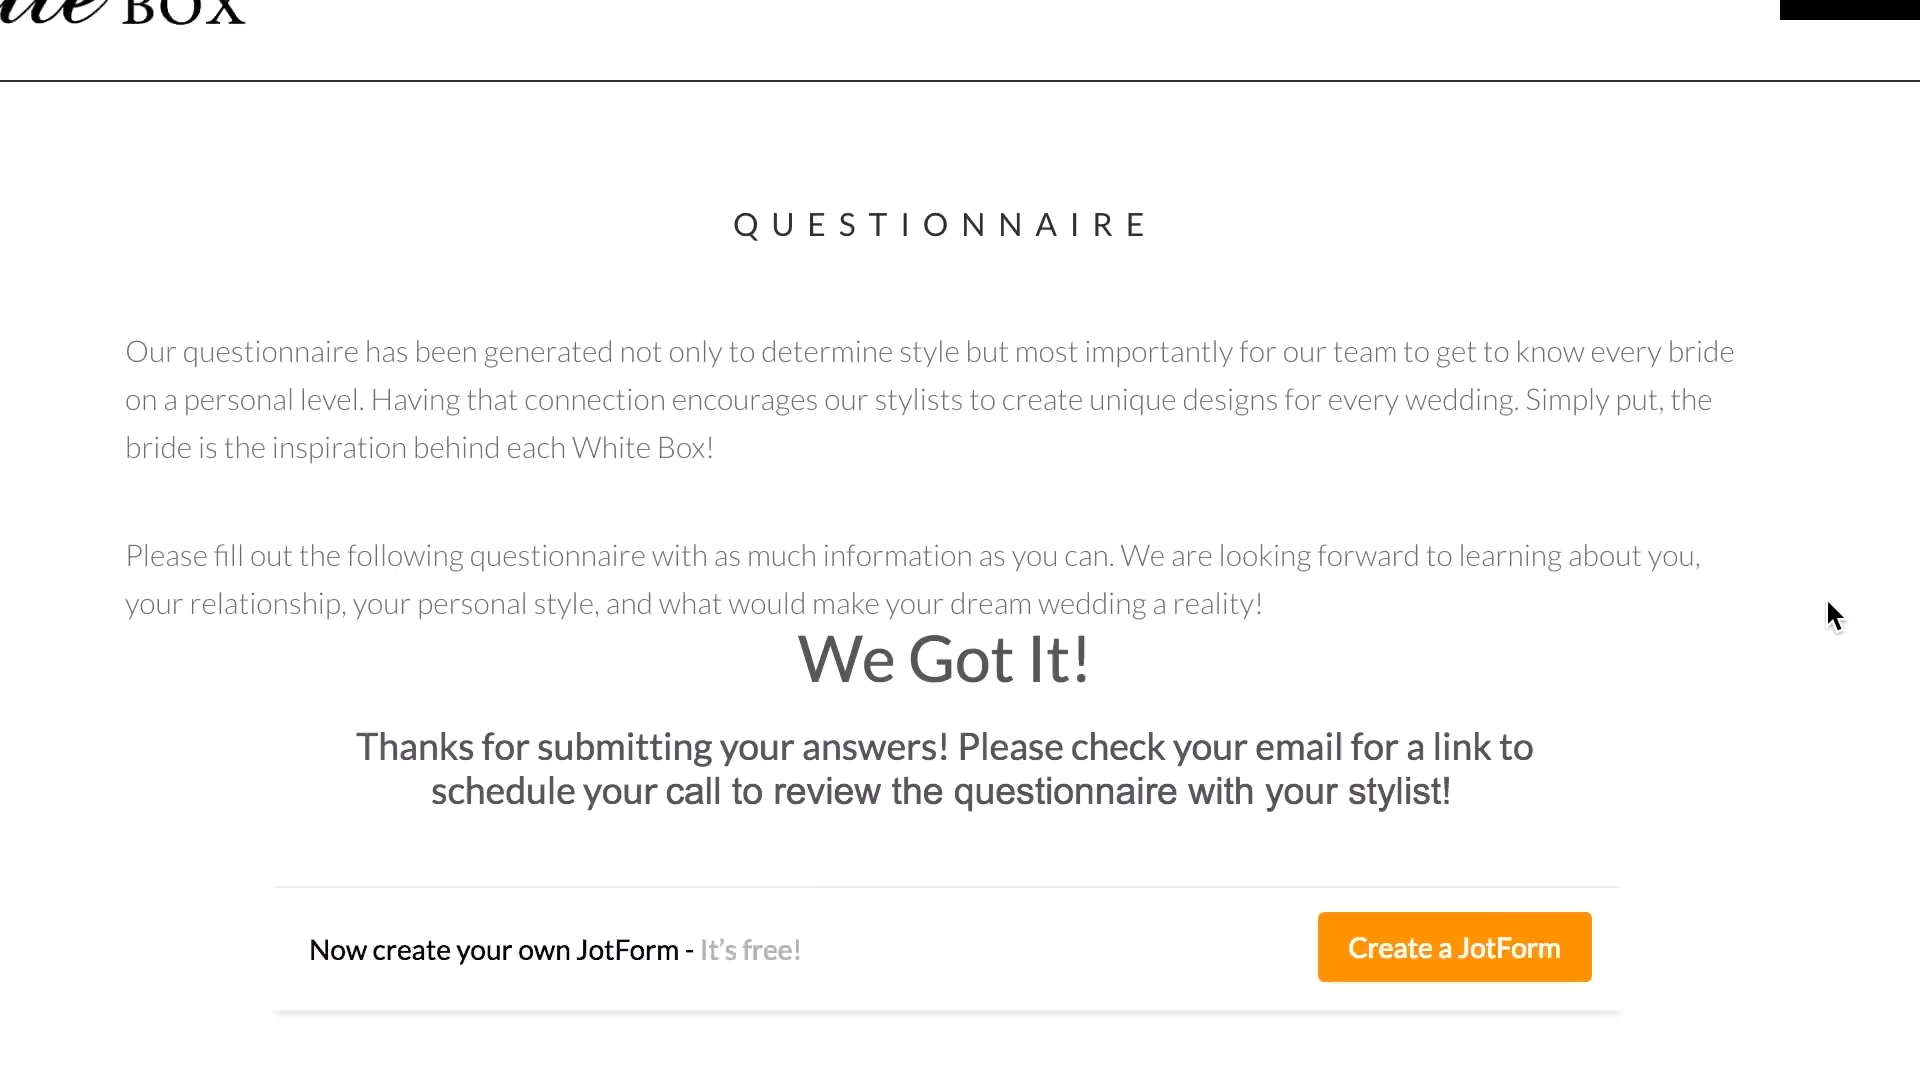 BOX
QUESTIONNAIRE
Our questionnaire has been generated not only to determine style but most importantly for our team to get to know every bride
on a personal level. Having that connection encourages our stylists to create unique designs for every wedding. Simply put, the
bride is the inspiration behind each White Box!
Please fill out the following questionnaire with as much information as you can. We are looking forward to learning about you,
your relationship, your personal style, and what would make your dream wedding a reality!
We Got It!
Thanks for submitting your answers! Please check your email for a link to
schedule your call to review the questionnaire with your stylist!
Now create your own JotForm - It's free!
Create a JotForm